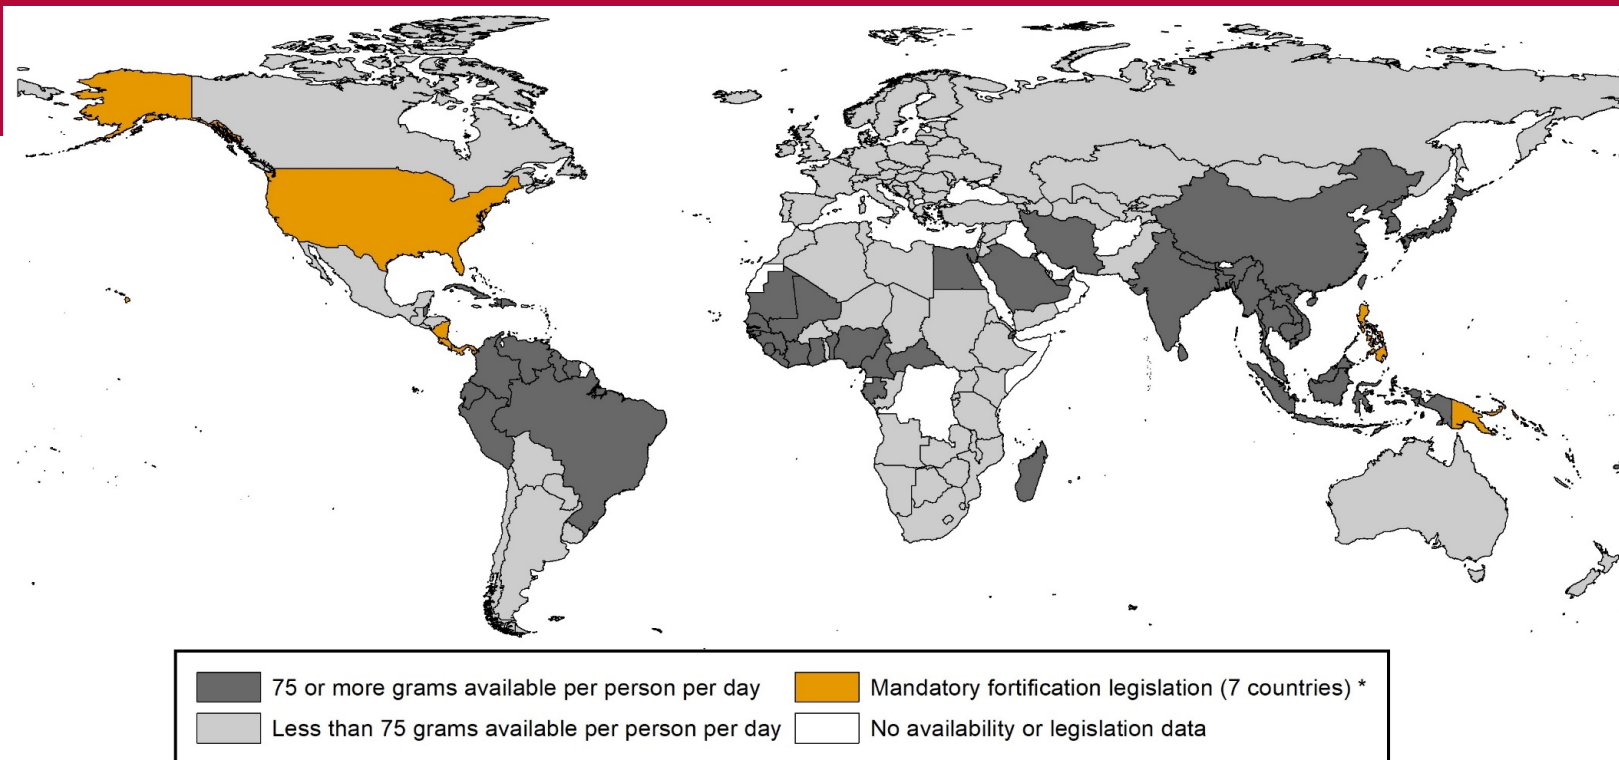 75 or more grams available per person per day
Mandatory fortification legislation (7 countries) *
Less than 75 grams available per person per day
No availability or legislation data